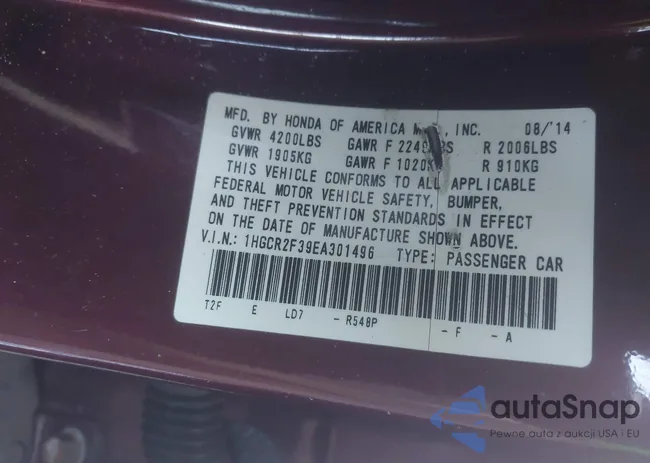 MFD. BY HONDA OF AMERICA INC. 08/'14
GVWR 4200LBS GAWR F R 2006LBS
GVWR 1905KG GAWR F R 910KG
THIS VEHICLE CONFORMS TO ALL APPLICABLE
FEDERAL MOTOR VEHICLE SAFETY, BUMPER,
AND THEFT PREVENTION STANDARDS IN EFFECT
ON THE DATE OF MANUFACTURE SHOWN ABOVE.
V.I.N.: 1HGCR2F39EA301496 TYPE: PASSENGER CAR
T2F E LD7 - R548P - F - A
autaSnap
Pewne auta z aukcji USA i EU